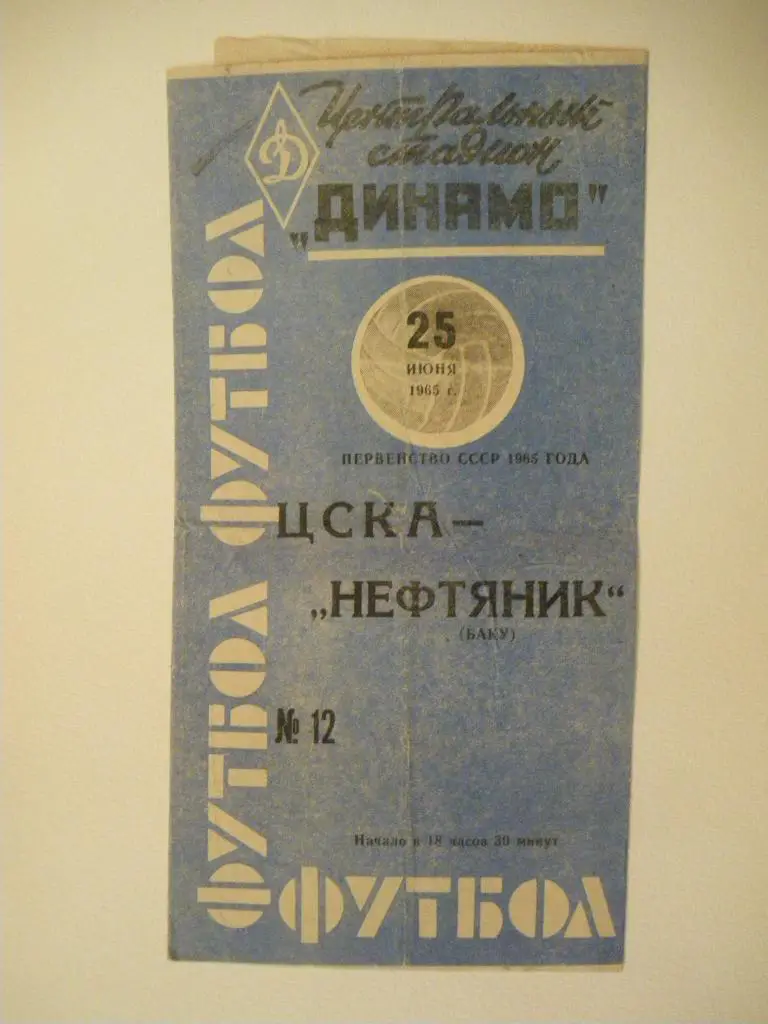 Центральный
стадион
„ДИНАМО"
Д
25
ИЮНЯ
1965 г.
ПЕРВЕНСТВО СССР 1965 ГОДА
ЦСКА—
„НЕФТЯНИК“
(БАКУ)
№ 12
Начало в 18 часов 30 минут
ФУТБОЛ
ФУТБОЛ
ФУТБОЛ